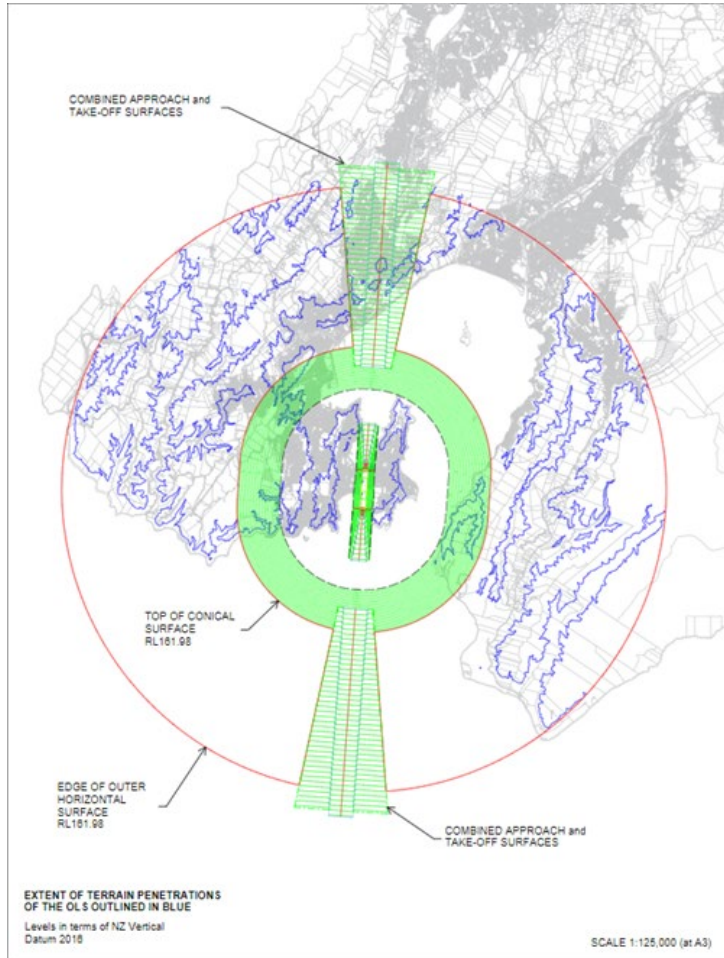 COMBINED APPROACH and
TAKE-OFF SURFACES
TOP OF CONICAL
SURFACE
RL161.98
EDGE OF OUTER
HORIZONTAL
SURFACE
RL161.98
COMBINED APPROACH and
TAKE-OFF SURFACES
EXTENT OF TERRAIN PENETRATIONS
OF THE OLS OUTLINED IN BLUE
Levels in terms of NZ Vertical
Datum 2016
SCALE 1:125,000 (at A3)